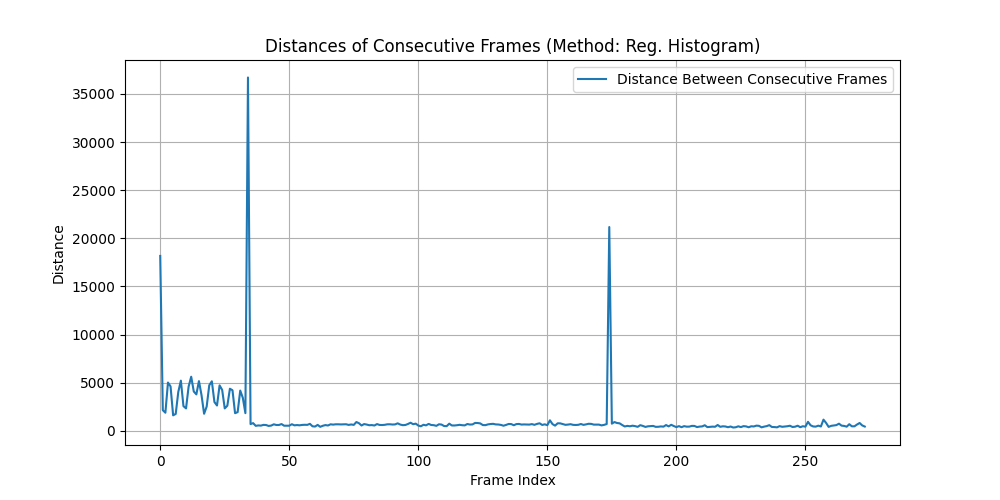 Distances of Consecutive Frames (Method: Reg. Histogram)
Distance Between Consecutive Frames
35000
30000
25000
20000
15000
10000
5000
0
Distance
0 50 100 150 200 250
Frame Index